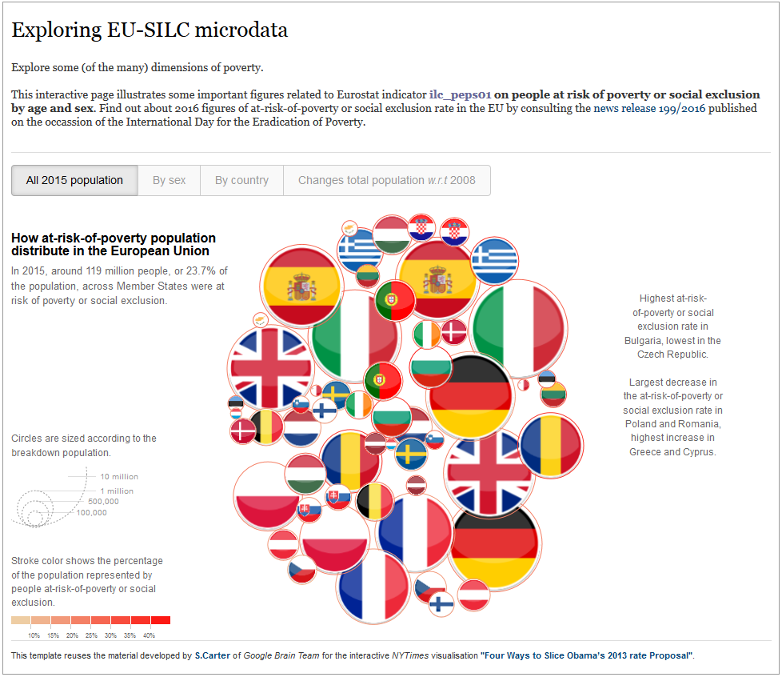 Exploring EU-SILC microdata
Explore some (of the many) dimensions of poverty.
This interactive page illustrates some important figures related to Eurostat indicator ilc_peps01 on people at risk of poverty or social exclusion
by age and sex. Find out about 2016 figures of at-risk-of-poverty or social exclusion rate in the EU by consulting the news release 199/2016 published
on the occassion of the International Day for the Eradication of Poverty.
All 2015 population
By sex
By country
Changes total population w.r.t 2008
How at-risk-of-poverty population
distribute in the European Union
In 2015, around 119 million people, or 23.7% of
the population, across Member States were at
risk of poverty or social exclusion.
Highest at-risk-
of-poverty or social
exclusion rate in
Bulgaria, lowest in the
Czech Republic.
Largest decrease in
the at-risk-of-poverty or
social exclusion rate in
Poland and Romania,
highest increase in
Greece and Cyprus.
Circles are sized according to the
breakdown population.
10 million
1 million
500,000
100,000
Stroke color shows the percentage
of the population represented by
people at-risk-of-poverty or social
exclusion.
10% 15% 20% 25% 30% 35% 40%
This template reuses the material developed by S.Carter of Google Brain Team for the interactive NYTimes visualisation "Four Ways to Slice Obama's 2013 rate Proposal".